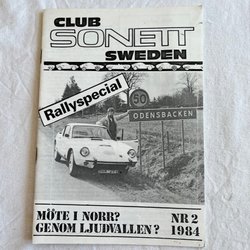 CLUB
SONETT
SWEDEN
Rallyspecial
50
ODENSBACKEN
MÖTE I NORR?
GENOM LJUDVALLEN?
NR 2
1984